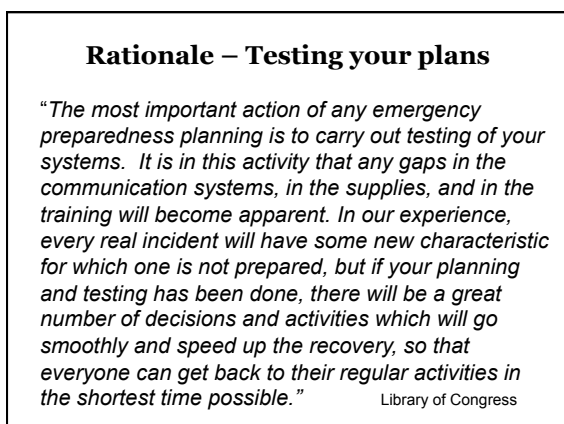 Rationale – Testing your plans
“The most important action of any emergency
preparedness planning is to carry out testing of your
systems.  It is in this activity that any gaps in the
communication systems, in the supplies, and in the
training will become apparent. In our experience,
every real incident will have some new characteristic
for which one is not prepared, but if your planning
and testing has been done, there will be a great
number of decisions and activities which will go
smoothly and speed up the recovery, so that
everyone can get back to their regular activities in
the shortest time possible.” Library of Congress